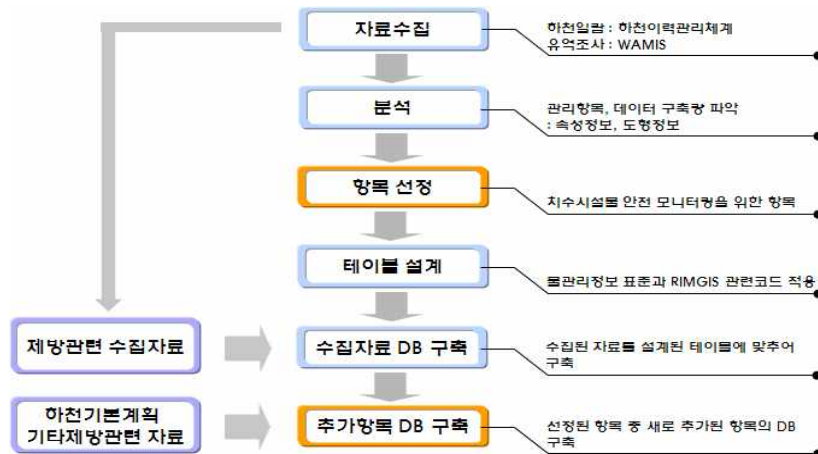 자료수집
하천일람 : 하천이력관리체계
유역조사 : WAMIS
분석
관리항목, 데이터 구축량 파악
: 속성정보, 도형정보
항목 선정
치수시설물 안전 모니터링을 위한 항목
테이블 설계
물관리정보 표준과 RIMGIS 관련코드 적용
제방관련 수집자료
수집자료 DB 구축
수집된 자료를 설계된 테이블에 맞추어
구축
하천기본계획
기타제방관련 자료
추가항목 DB 구축
선정된 항목 중 새로 추가된 항목의 DB
구축